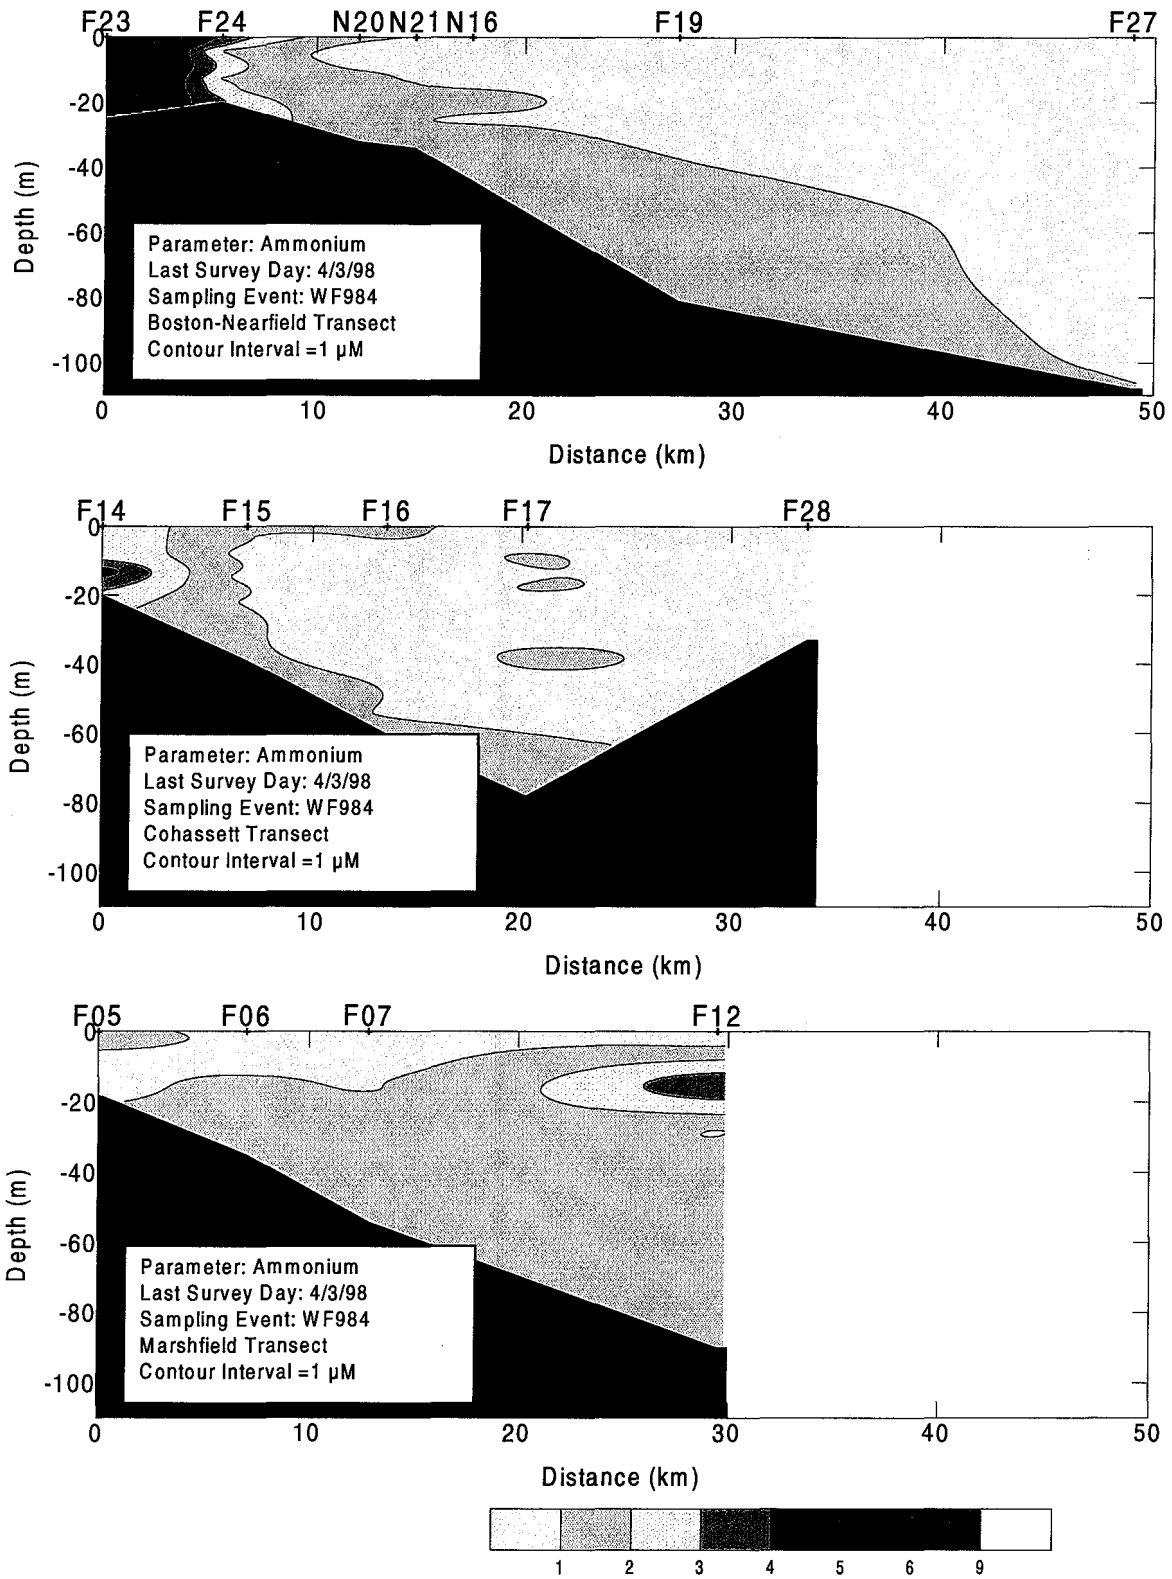 F23 F24 N20 N21 N16 F19 F27
0
-20
-40
-60
-80
-100
Depth (m)
Parameter: Ammonium
Last Survey Day: 4/3/98
Sampling Event: WF984
Boston-Nearfield Transect
Contour Interval =1 µM
0 10 20 30 40 50
Distance (km)
F14 F15 F16 F17 F28
0
-20
-40
-60
-80
-100
Depth (m)
Parameter: Ammonium
Last Survey Day: 4/3/98
Sampling Event: WF984
Cohassett Transect
Contour Interval =1 µM
0 10 20 30 40 50
Distance (km)
F05 F06 F07 F12
0
-20
-40
-60
-80
-100
Depth (m)
Parameter: Ammonium
Last Survey Day: 4/3/98
Sampling Event: WF984
Marshfield Transect
Contour Interval =1 µM
0 10 20 30 40 50
Distance (km)
1 2 3 4 5 6 9